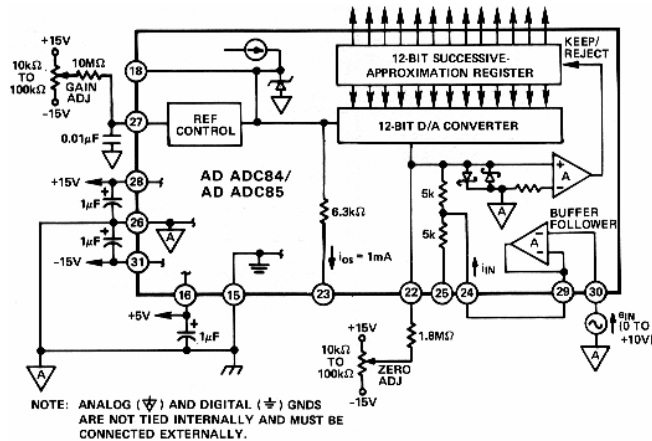 +15V
10kΩ
TO
100kΩ
-15V
10MΩ
GAIN
ADJ
0.01μF
18
27
REF
CONTROL
12-BIT SUCCESSIVE-
APPROXIMATION REGISTER
KEEP/
REJECT
12-BIT D/A CONVERTER
AD ADC84/
AD ADC85
+15V
1μF
1μF
-15V
28
26
31
A
6.3kΩ
iOS = 1mA
5k
5k
iIN
+
A
−
A
BUFFER
FOLLOWER
A
−
−
16
15
23
22
25
24
29
30
+5V
1μF
A
+15V
10kΩ
TO
100kΩ
-15V
1.8MΩ
ZERO
ADJ
eIN
(0 TO
+10V)
A
NOTE: ANALOG (A) AND DIGITAL ( ) GNDS
ARE NOT TIED INTERNALLY AND MUST BE
CONNECTED EXTERNALLY.